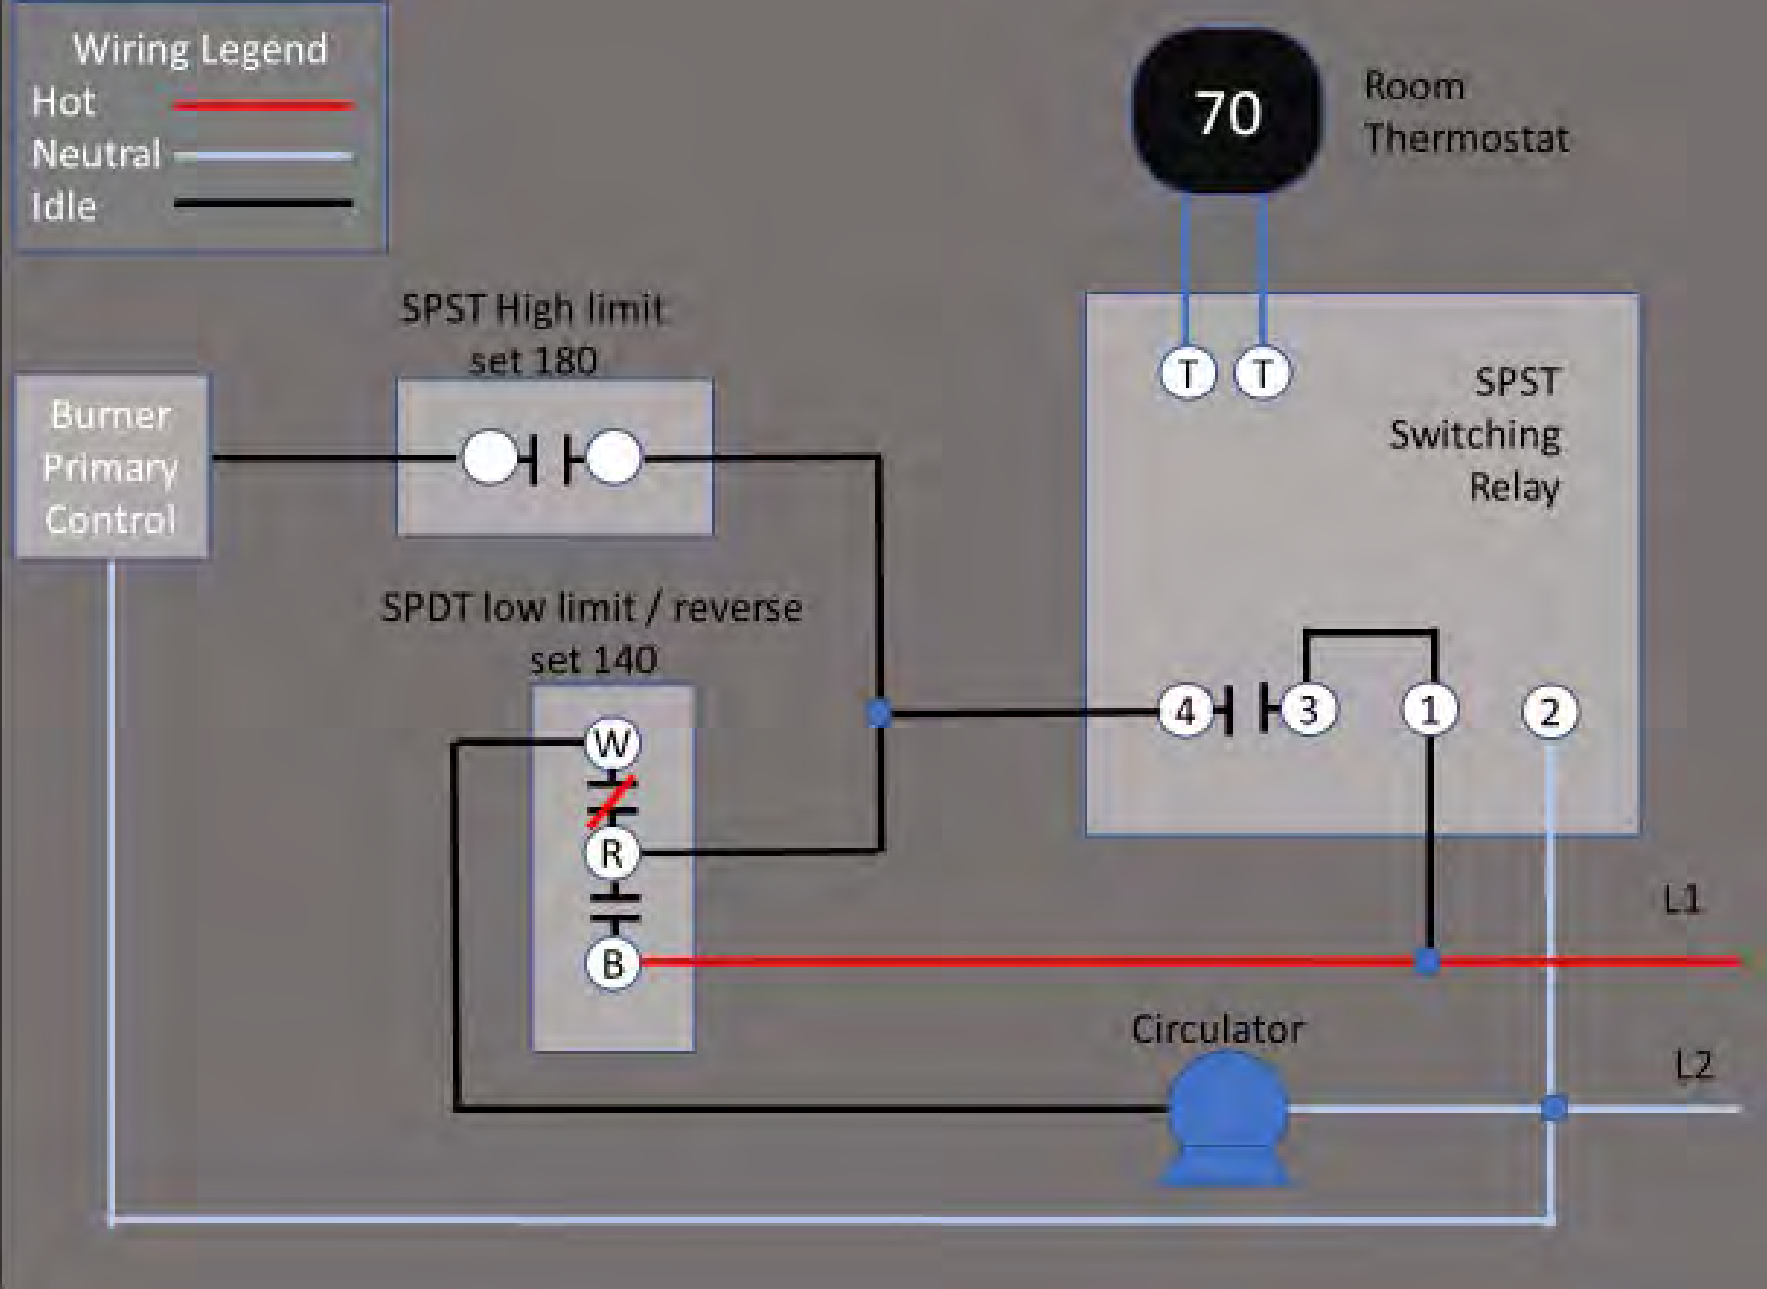 Wiring Legend
Hot
Neutral
Idle
70
Room
Thermostat
SPST High limit
set 180
T T
SPST
Switching
Relay
Burner
Primary
Control
SPDT low limit / reverse
set 140
W
R
B
4 3 1 2
L1
Circulator
L2